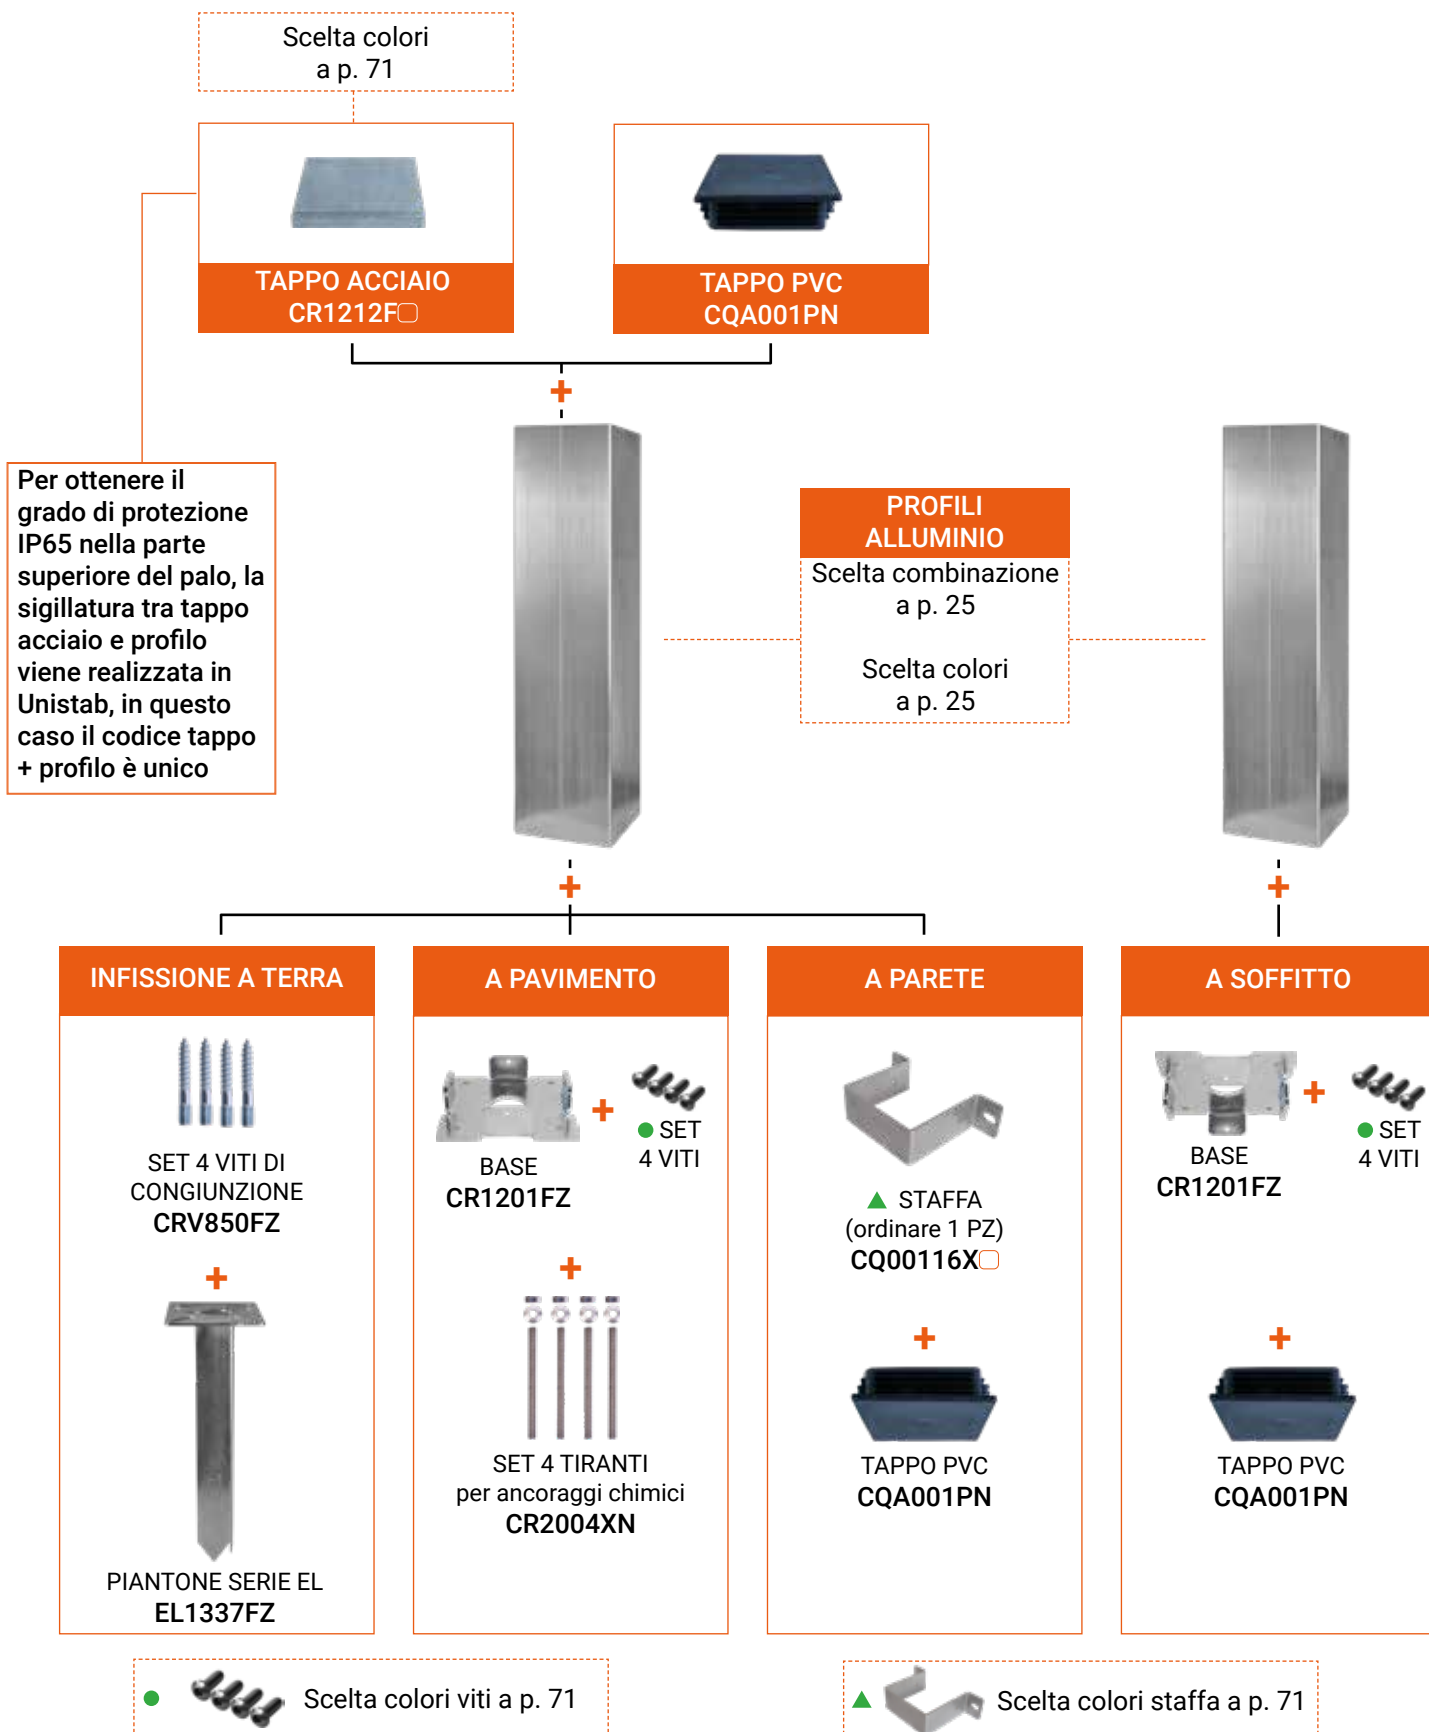 Scelta colori
a p. 71
TAPPO ACCIAIO
CR1212F▢
TAPPO PVC
CQA001PN
+
Per ottenere il
grado di protezione
IP65 nella parte
superiore del palo, la
sigillatura tra tappo
acciaio e profilo
viene realizzata in
Unistab, in questo
caso il codice tappo
+ profilo è unico
PROFILI
ALLUMINIO
Scelta combinazione
a p. 25
Scelta colori
a p. 25
+
+
INFISSIONE A TERRA
SET 4 VITI DI
CONGIUNZIONE
CRV850FZ
+
PIANTONE SERIE EL
EL1337FZ
A PAVIMENTO
+
BASE
CR1201FZ
● SET
4 VITI
+
SET 4 TIRANTI
per ancoraggi chimici
CR2004XN
A PARETE
▲ STAFFA
(ordinare 1 PZ)
CQ00116X▢
+
TAPPO PVC
CQA001PN
A SOFFITTO
+
BASE
CR1201FZ
● SET
4 VITI
+
TAPPO PVC
CQA001PN
● Scelta colori viti a p. 71
▲ Scelta colori staffa a p. 71